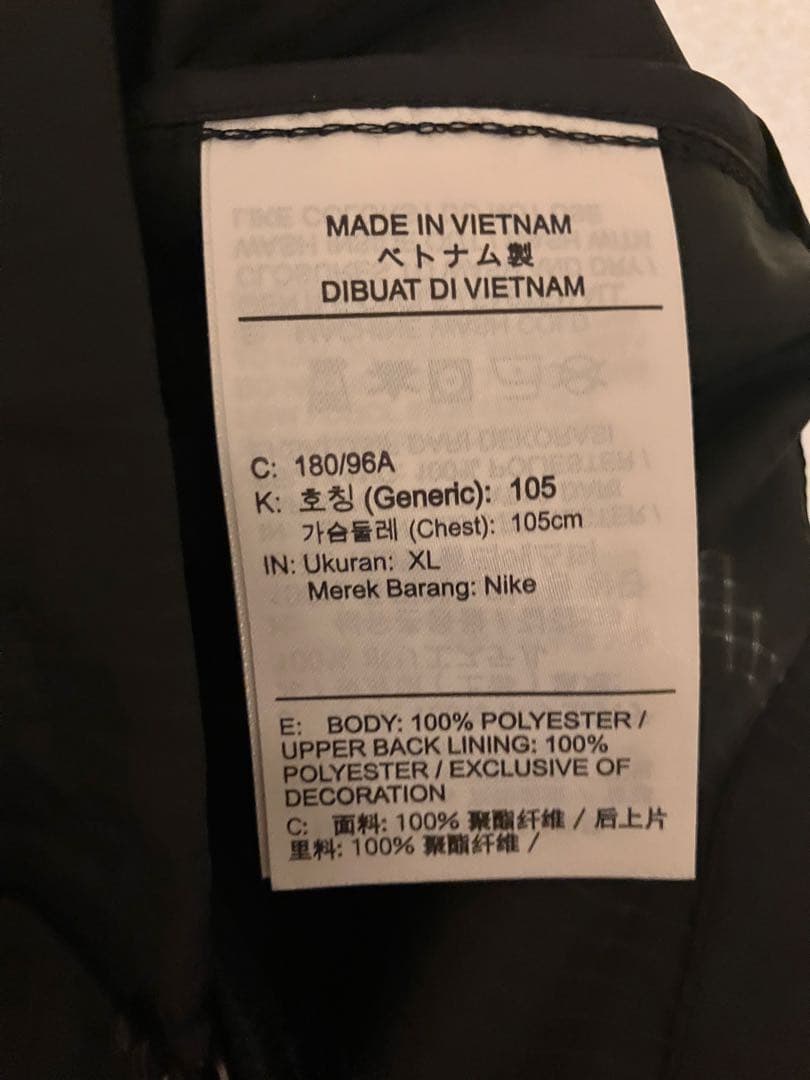 MADE IN VIETNAM
ベトナム製
DIBUAT DI VIETNAM
C: 180/96A
K: 호칭 (Generic): 105
가슴둘레 (Chest): 105cm
IN: Ukuran: XL
Merek Barang: Nike
E: BODY: 100% POLYESTER /
UPPER BACK LINING: 100%
POLYESTER / EXCLUSIVE OF
DECORATION
C: 面料: 100% 聚酯纤维 / 后上片
里料: 100% 聚酯纤维 /